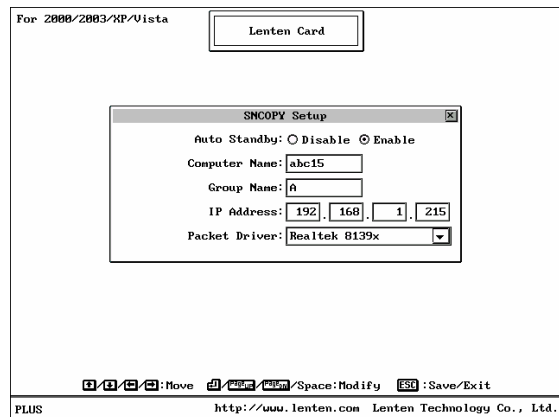 For 2000/2003/XP/Vista
Lenten Card
SNCOPY Setup
Auto Standby: Disable Enable
Computer Name: abc15
Group Name: A
IP Address: 192. 168. 1. 215
Packet Driver: Realtek 8139x
/ / / :Move / PageUp / PageDn /Space:Modify ESC :Save/Exit
PLUS http://www.lenten.com Lenten Technology Co., Ltd.